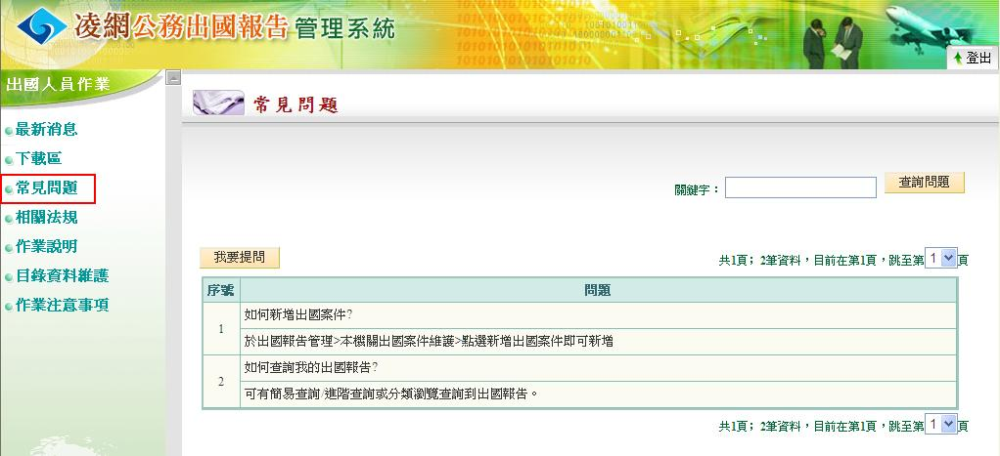 凌網公務出國報告管理系統
登出
出國人員作業
最新消息
下載區
常見問題
相關法規
作業說明
目錄資料維護
作業注意事項
常見問題
關鍵字：
查詢問題
我要提問
共1頁; 2筆資料，目前在第1頁，跳至第 1 頁
序號 問題
1
如何新增出國案件?
於出國報告管理>本機關出國案件維護>點選新增出國案件即可新增
2
如何查詢我的出國報告?
可有簡易查詢/進階查詢或分類瀏覽查詢到出國報告。
共1頁; 2筆資料，目前在第1頁，跳至第 1 頁